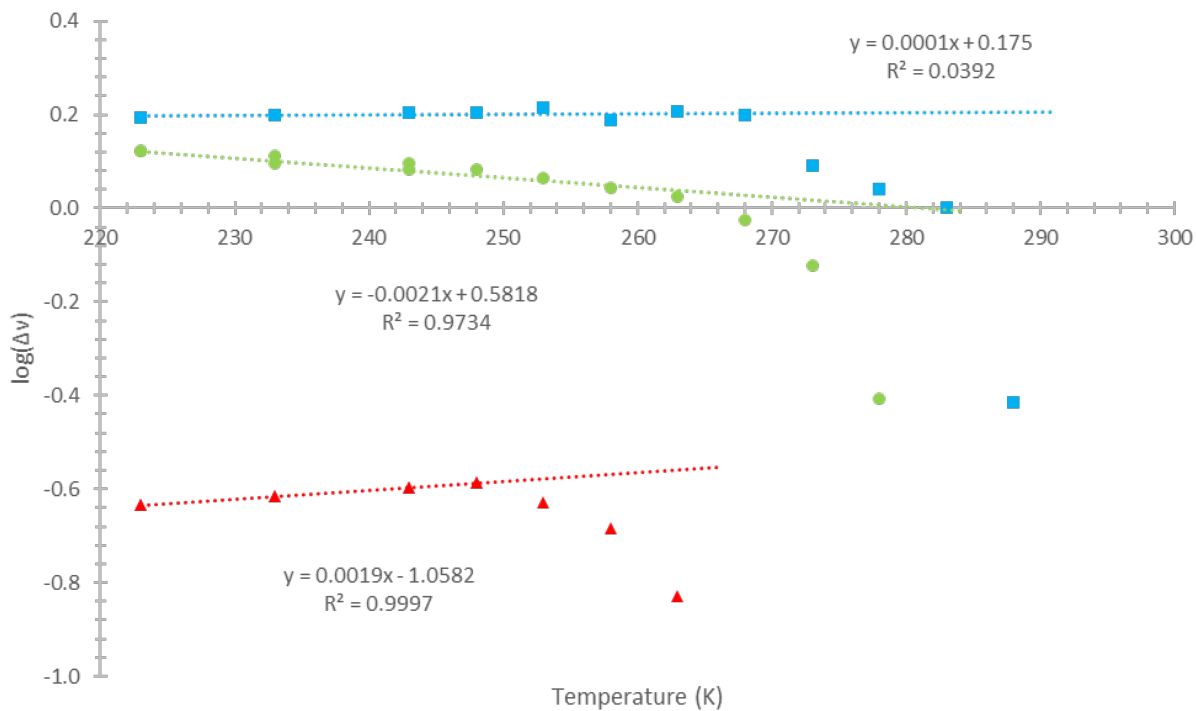 0.4
y = 0.0001x + 0.175
R² = 0.0392
0.2
0.0
220 230 240 250 260 270 280 290 300
y = -0.0021x + 0.5818
R² = 0.9734
-0.2
log(Δv)
-0.4
-0.6
y = 0.0019x - 1.0582
R² = 0.9997
-0.8
-1.0
Temperature (K)